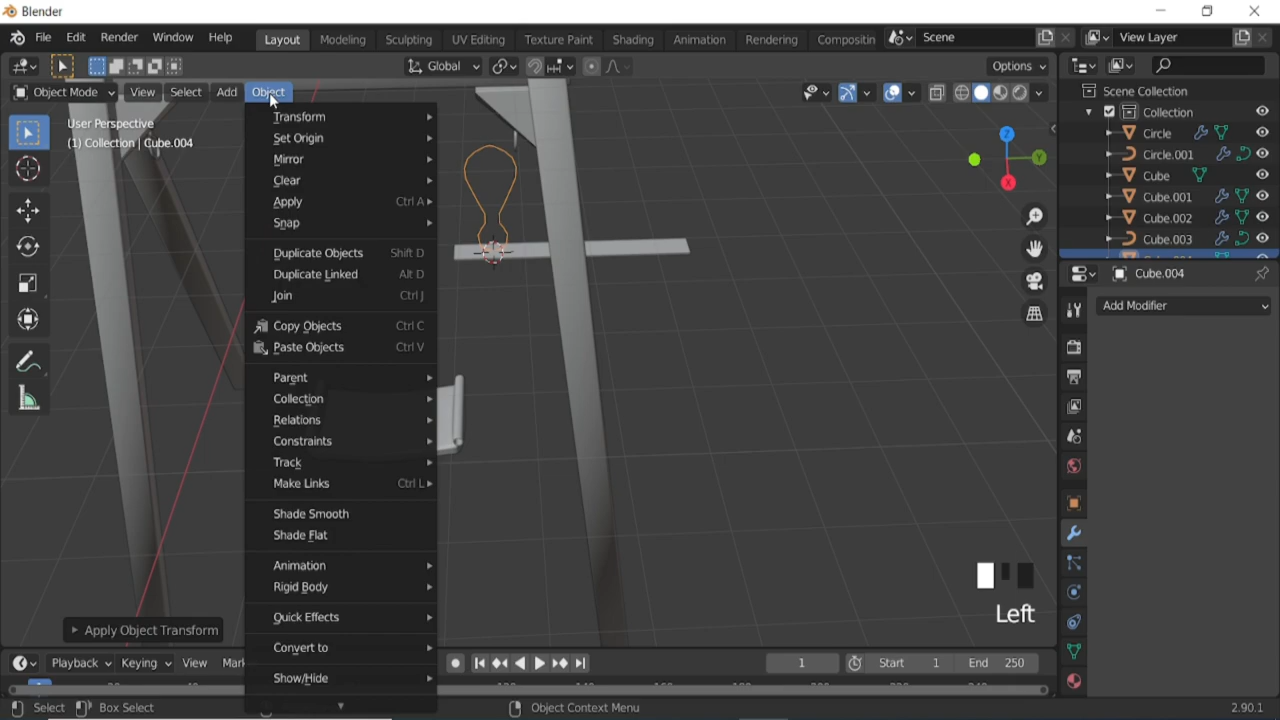 Blender
File Edit Render Window Help Layout Modeling Sculpting UV Editing Texture Paint Shading Animation Rendering Compositin Scene View Layer
Global Options
Object Mode View Select Add Object
User Perspective
(1) Collection | Cube.004
Transform
Set Origin
Mirror
Clear
Apply Ctrl A
Snap
Duplicate Objects Shift D
Duplicate Linked Alt D
Join Ctrl J
Copy Objects Ctrl C
Paste Objects Ctrl V
Parent
Collection
Relations
Constraints
Track
Make Links Ctrl L
Shade Smooth
Shade Flat
Animation
Rigid Body
Quick Effects
Convert to
Show/Hide
Z
Y
X
Left
Apply Object Transform
Scene Collection
Collection
Circle
Circle.001
Cube
Cube.001
Cube.002
Cube.003
Cube.004
Add Modifier
Playback Keying View Mar 1 Start 1 End 250
Select Box Select Object Context Menu 2.90.1